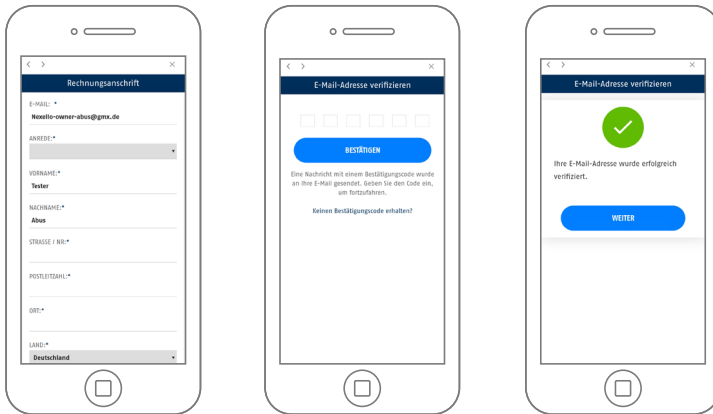 Rechnungsanschrift
E-MAIL: *
Nexello-owner-abus@gmx.de
ANREDE:*
VORNAME:*
Tester
NACHNAME:*
Abus
STRASSE / NR:*
POSTLEITZAHL:*
ORT:*
LAND:*
Deutschland
E-Mail-Adresse verifizieren
BESTÄTIGEN
Eine Nachricht mit einem Bestätigungscode wurde
an Ihre E-Mail gesendet. Geben Sie den Code ein,
um fortzufahren.
Keinen Bestätigungscode erhalten?
E-Mail-Adresse verifizieren
Ihre E-Mail-Adresse wurde erfolgreich
verifiziert.
WEITER